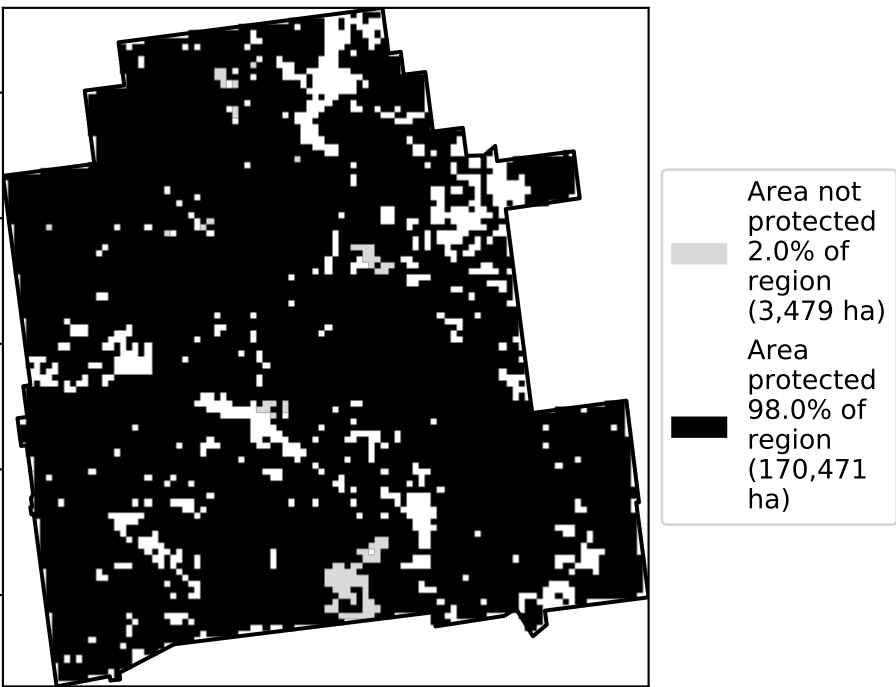 Area not
protected
2.0% of
region
(3,479 ha)
Area
protected
98.0% of
region
(170,471
ha)